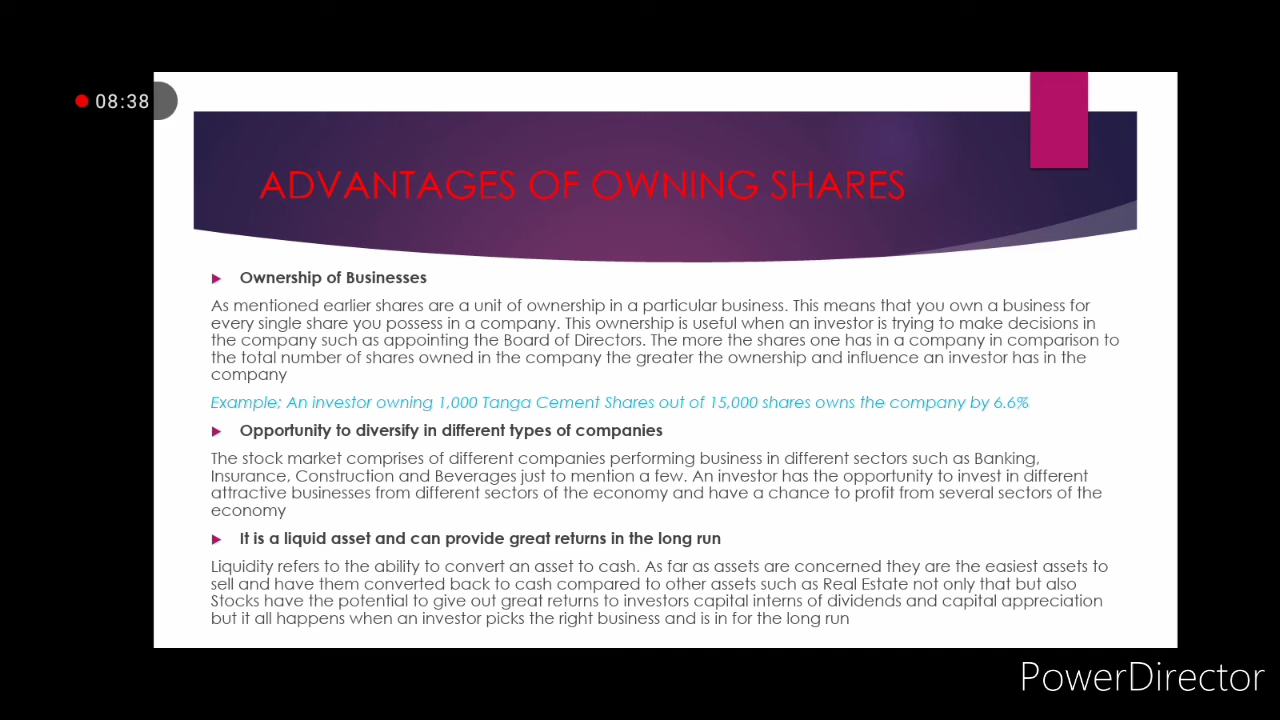 08:38
ADVANTAGES OF OWNING SHARES
Ownership of Businesses
As mentioned earlier shares are a unit of ownership in a particular business. This means that you own a business for
every single share you possess in a company. This ownership is useful when an investor is trying to make decisions in
the company such as appointing the Board of Directors. The more the shares one has in a company in comparison to
the total number of shares owned in the company the greater the ownership and influence an investor has in the
company
Example; An investor owning 1,000 Tanga Cement Shares out of 15,000 shares owns the company by 6.6%
Opportunity to diversify in different types of companies
The stock market comprises of different companies performing business in different sectors such as Banking,
Insurance, Construction and Beverages just to mention a few. An investor has the opportunity to invest in different
attractive businesses from different sectors of the economy and have a chance to profit from several sectors of the
economy
It is a liquid asset and can provide great returns in the long run
Liquidity refers to the ability to convert an asset to cash. As far as assets are concerned they are the easiest assets to
sell and have them converted back to cash compared to other assets such as Real Estate not only that but also
Stocks have the potential to give out great returns to investors capital interns of dividends and capital appreciation
but it all happens when an investor picks the right business and is in for the long run
PowerDirector